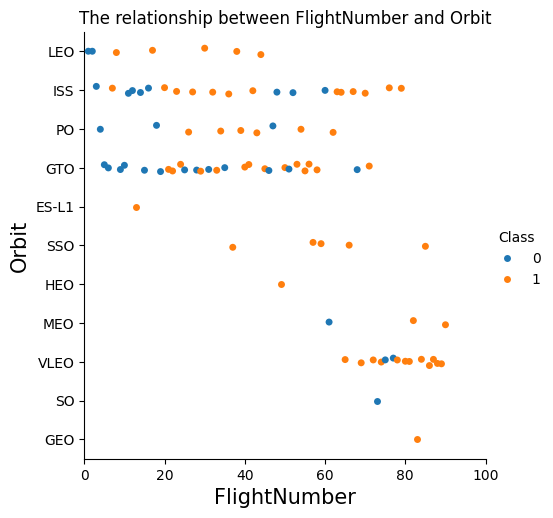 The relationship between FlightNumber and Orbit
LEO
ISS
PO
GTO
ES-L1
SSO
HEO
MEO
VLEO
SO
GEO
Orbit
0 20 40 60 80 100
FlightNumber
Class
0
1